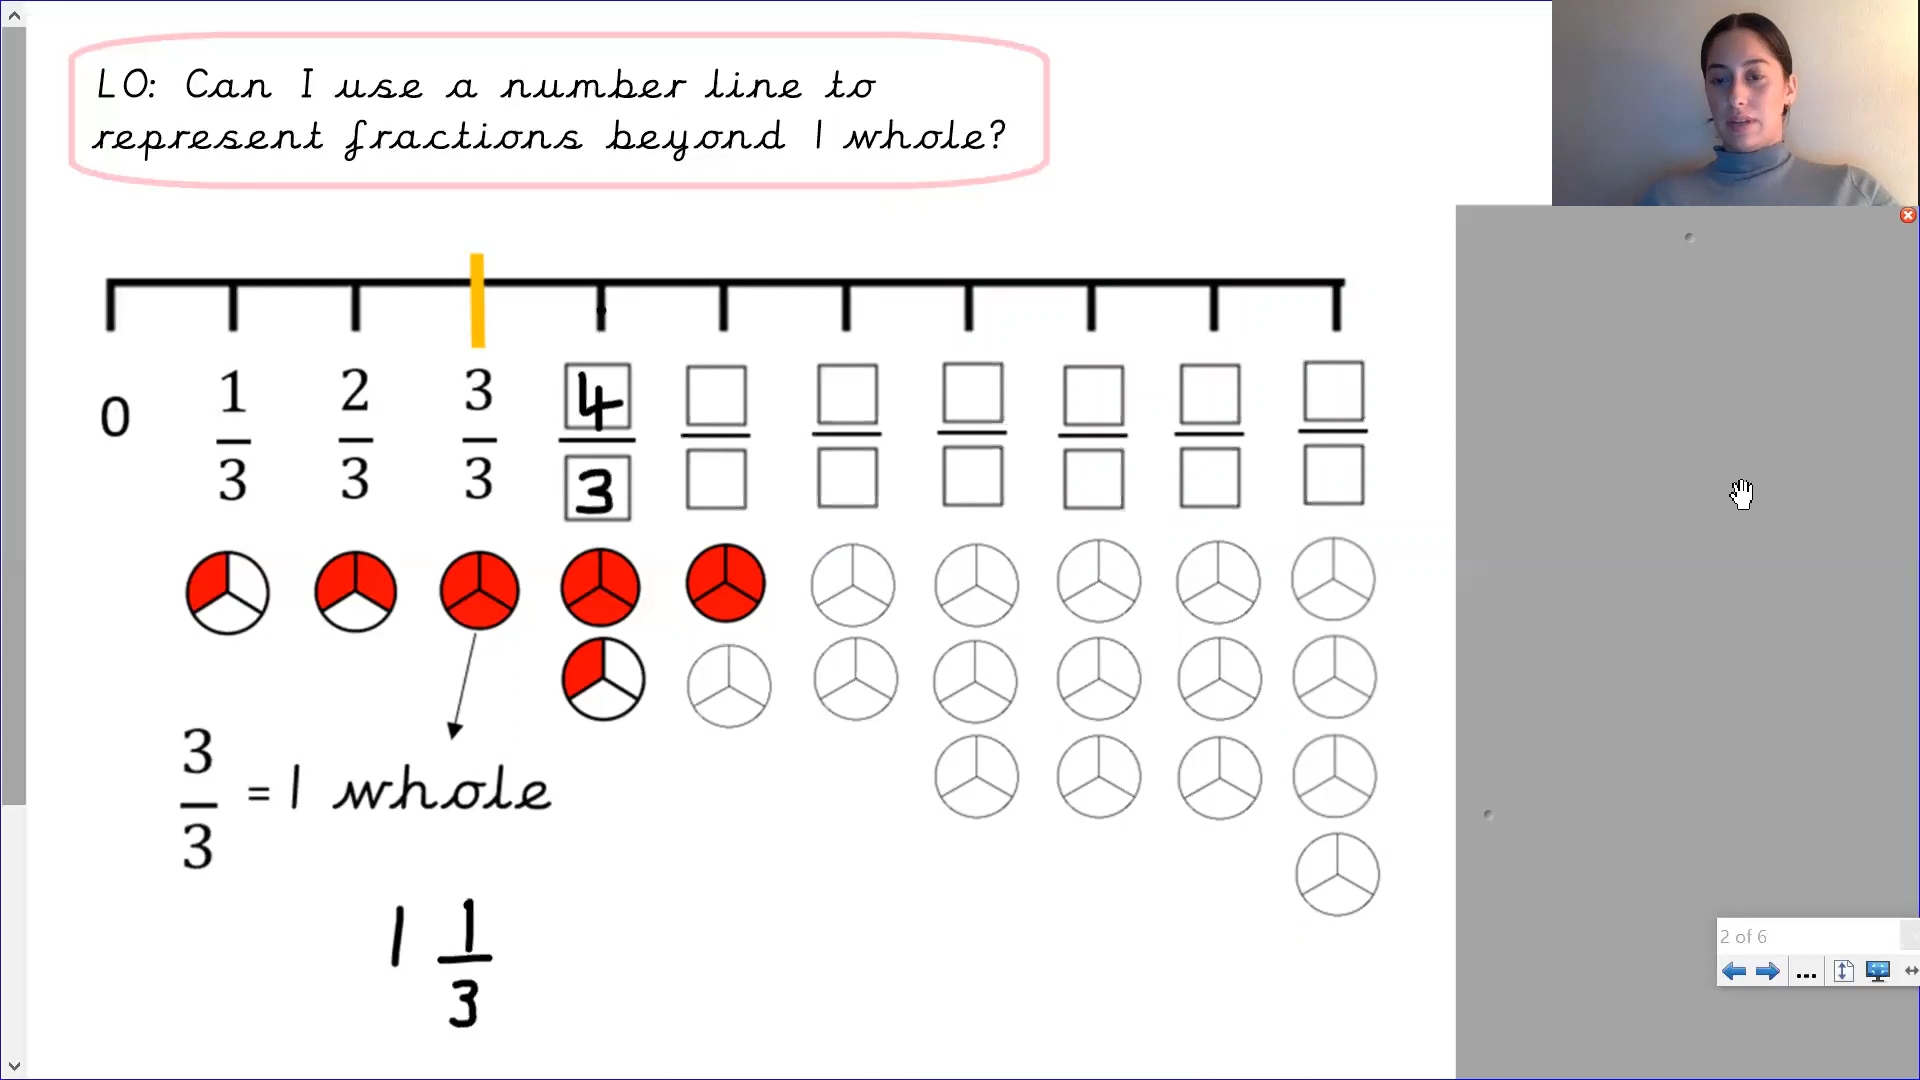 LO: Can I use a number line to
represent fractions beyond 1 whole?
0 1/3 2/3 3/3 4/3
3/3 = 1 whole
1 1/3
2 of 6
...